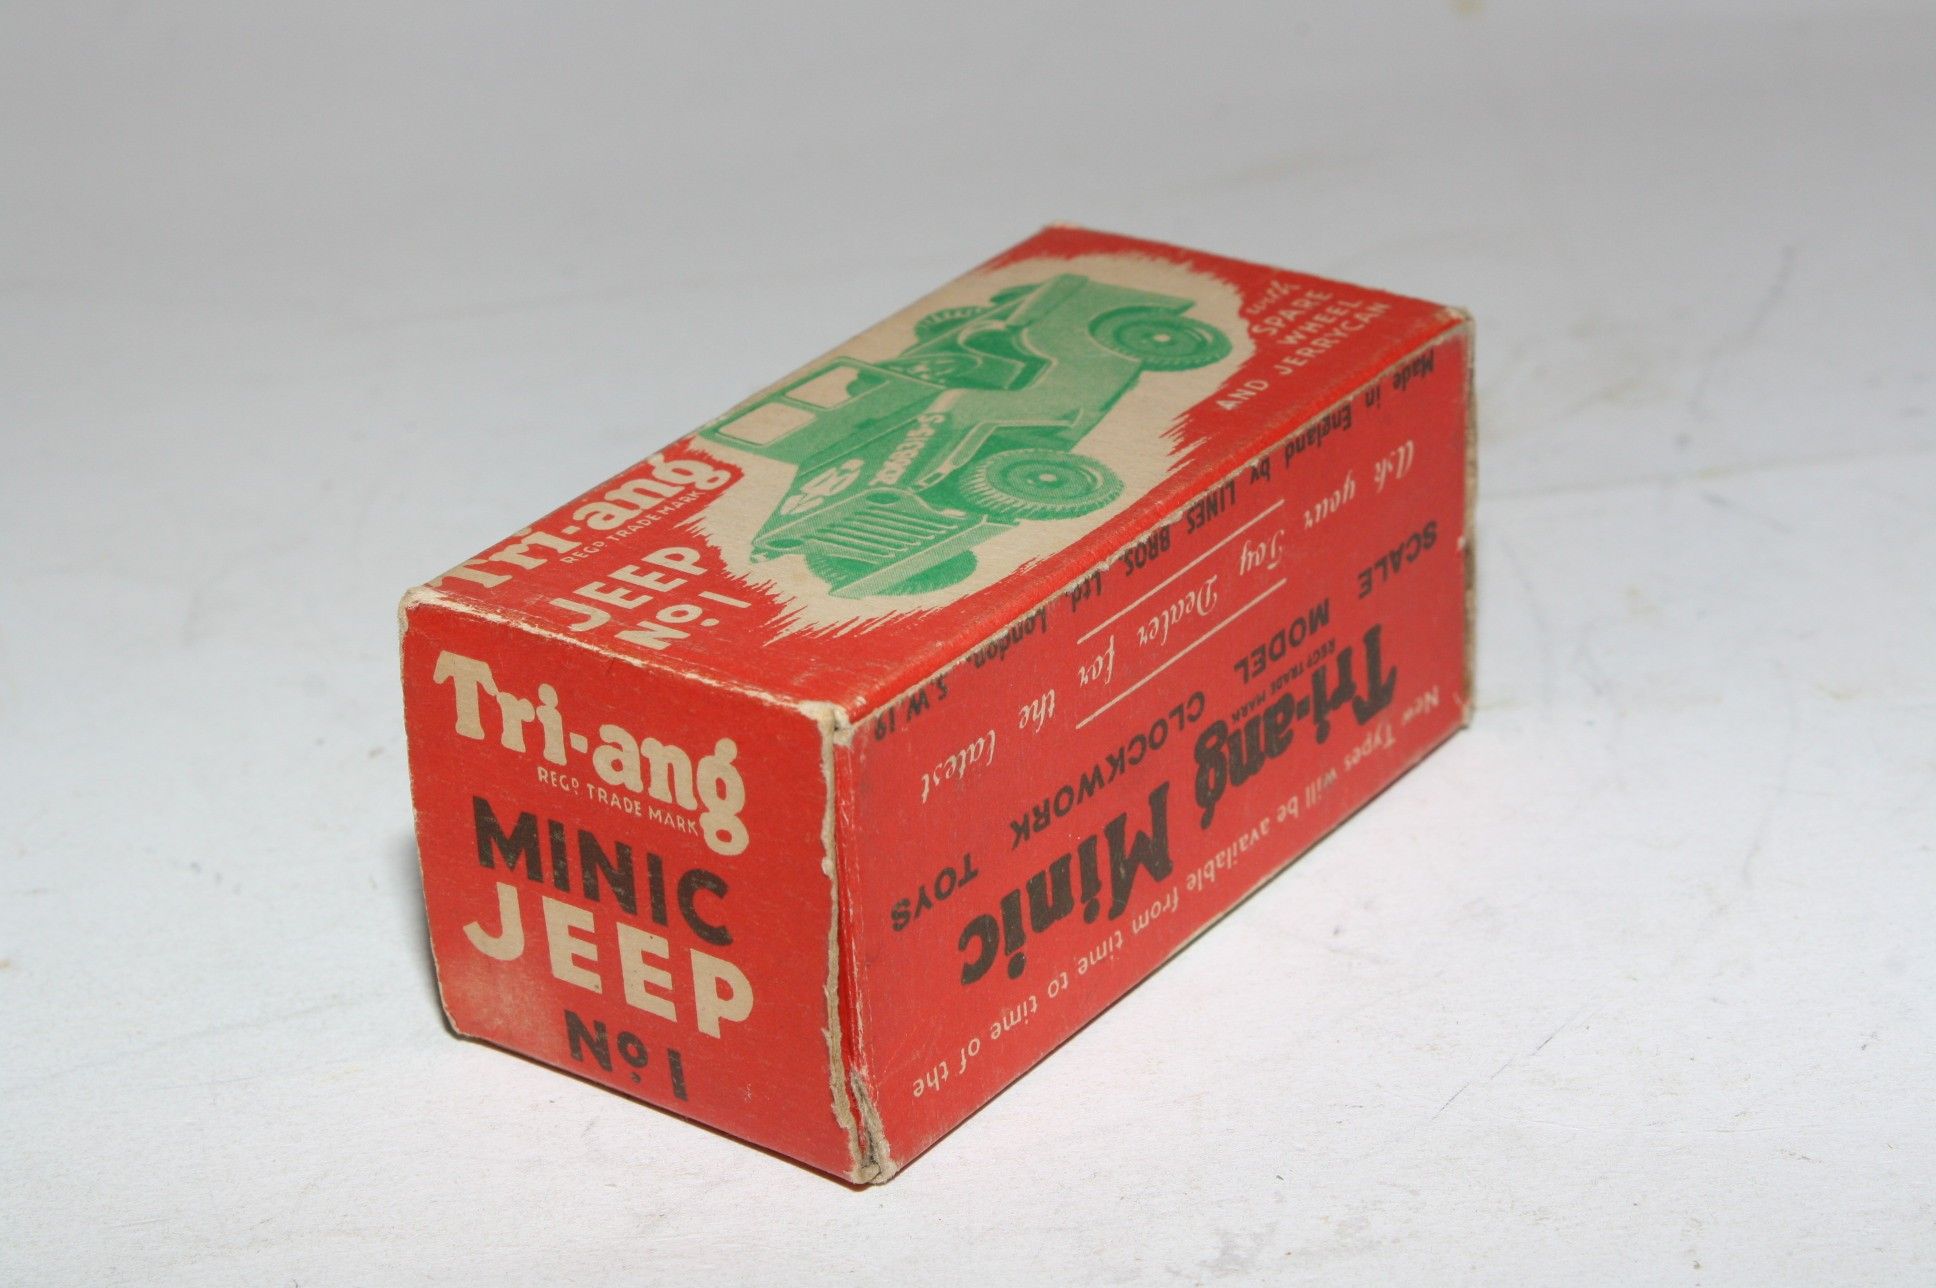 Tri-ang
REGD TRADE MARK
JEEP
No. 1
with
SPARE
WHEEL
AND JERRYCAN
Tri-ang
REGD TRADE MARK
MINIC
JEEP
No. 1
New Types will be available from time to time of the
Tri-ang Minic
REGD TRADE MARK
SCALE MODEL CLOCKWORK TOYS
Ask your Toy Dealer for the latest
Made in England by LINES BROS. Ltd. London, S.W.19